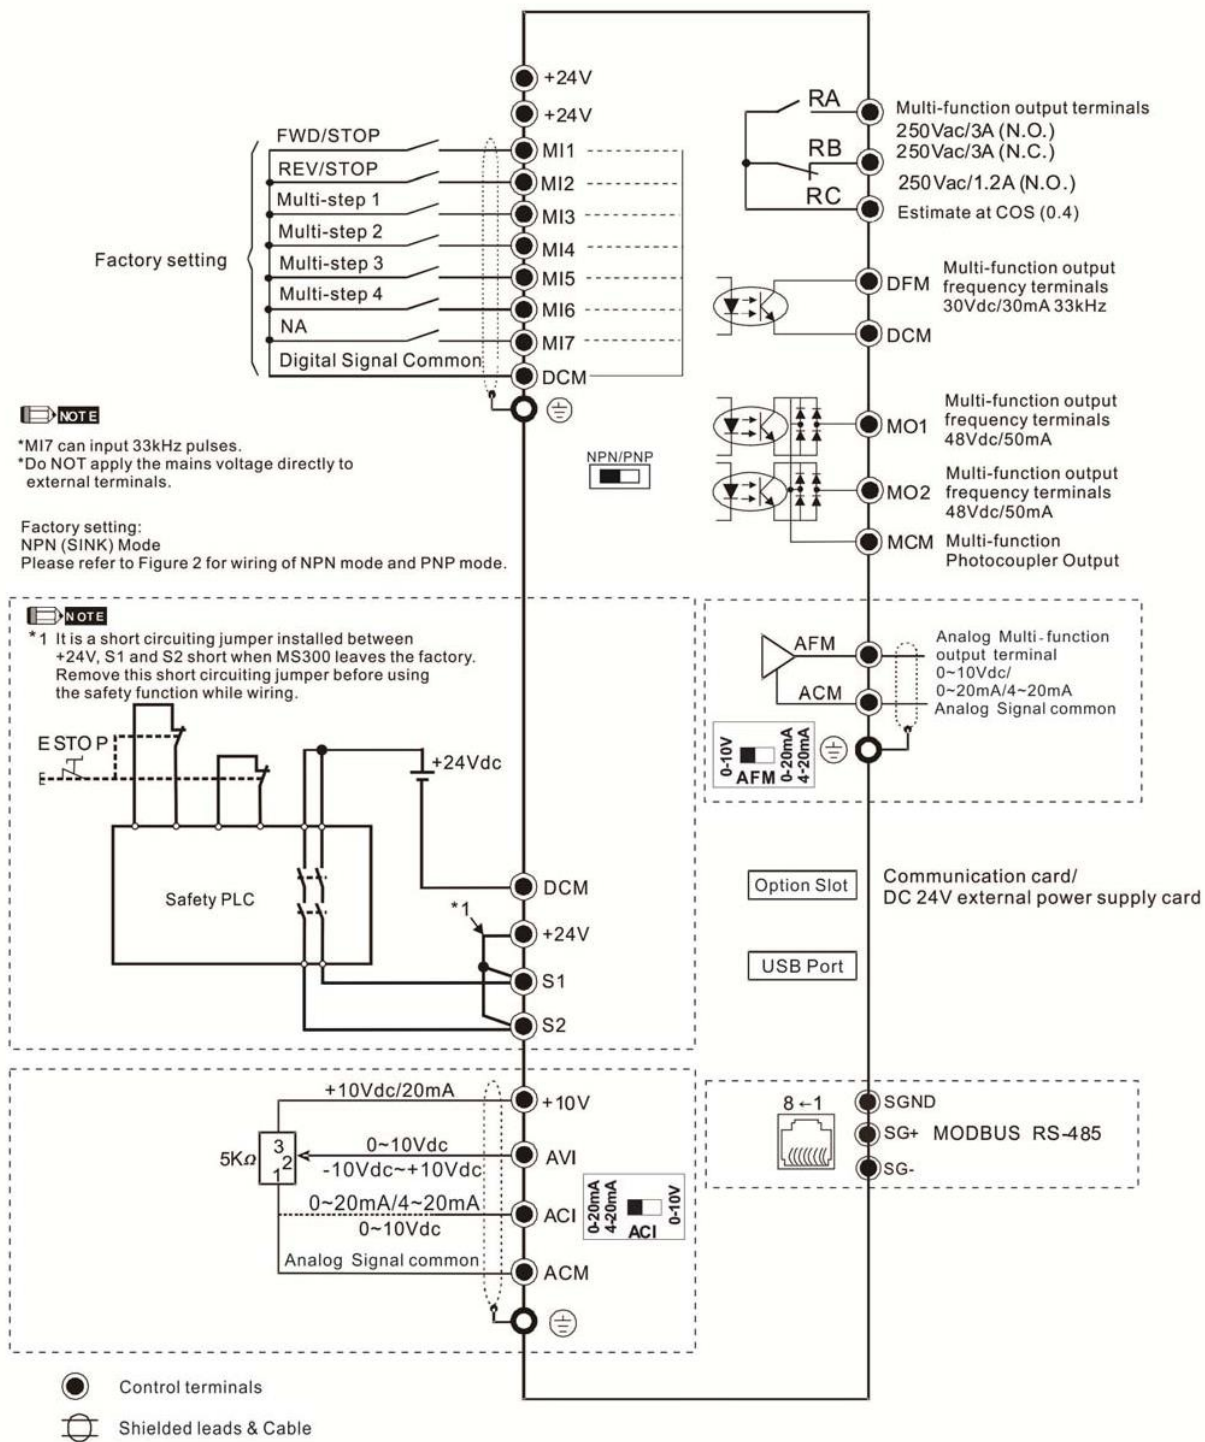 +24V
+24V
FWD/STOP
MI1
REV/STOP
MI2
Multi-step 1
MI3
Multi-step 2
MI4
Factory setting
Multi-step 3
MI5
Multi-step 4
MI6
NA
MI7
Digital Signal Common
DCM
RA
Multi-function output terminals
250Vac/3A (N.O.)
RB
250Vac/3A (N.C.)
250Vac/1.2A (N.O.)
RC
Estimate at COS (0.4)
DFM
Multi-function output
frequency terminals
30Vdc/30mA 33kHz
DCM
NOTE
*MI7 can input 33kHz pulses.
*Do NOT apply the mains voltage directly to
external terminals.
NPN/PNP
MO1
Multi-function output
frequency terminals
48Vdc/50mA
MO2
Multi-function output
frequency terminals
48Vdc/50mA
MCM
Multi-function
Photocoupler Output
Factory setting:
NPN (SINK) Mode
Please refer to Figure 2 for wiring of NPN mode and PNP mode.
NOTE
*1 It is a short circuiting jumper installed between
+24V, S1 and S2 short when MS300 leaves the factory.
Remove this short circuiting jumper before using
the safety function while wiring.
ESTOP
E
+24Vdc
Safety PLC
DCM
*1
+24V
S1
S2
AFM
ACM
Analog Multi-function
output terminal
0~10Vdc/
0~20mA/4~20mA
Analog Signal common
0-10V
AFM
0-20mA
4-20mA
Option Slot
Communication card/
DC 24V external power supply card
USB Port
+10Vdc/20mA
+10V
5KΩ
3
2
1
0~10Vdc
AVI
-10Vdc~+10Vdc
0~20mA/4~20mA
ACI
0~10Vdc
0-20mA
4-20mA
ACI
0-10V
Analog Signal common
ACM
8←1
SGND
SG+
MODBUS RS-485
SG-
Control terminals
Shielded leads & Cable